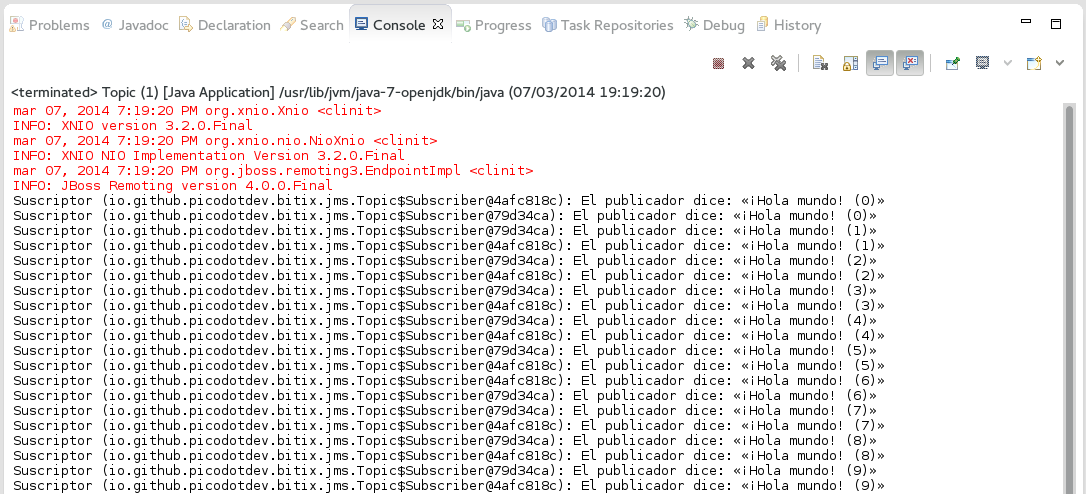 Problems @ Javadoc Declaration Search Console Progress Task Repositories Debug History
<terminated> Topic (1) [Java Application] /usr/lib/jvm/java-7-openjdk/bin/java (07/03/2014 19:19:20)
mar 07, 2014 7:19:20 PM org.xnio.Xnio <clinit>
INFO: XNIO version 3.2.0.Final
mar 07, 2014 7:19:20 PM org.xnio.nio.NioXnio <clinit>
INFO: XNIO NIO Implementation Version 3.2.0.Final
mar 07, 2014 7:19:20 PM org.jboss.remoting3.EndpointImpl <clinit>
INFO: JBoss Remoting version 4.0.0.Final
Suscriptor (io.github.picodotdev.bitix.jms.Topic$Subscriber@4afc818c): El publicador dice: «¡Hola mundo! (0)»
Suscriptor (io.github.picodotdev.bitix.jms.Topic$Subscriber@79d34ca): El publicador dice: «¡Hola mundo! (0)»
Suscriptor (io.github.picodotdev.bitix.jms.Topic$Subscriber@79d34ca): El publicador dice: «¡Hola mundo! (1)»
Suscriptor (io.github.picodotdev.bitix.jms.Topic$Subscriber@4afc818c): El publicador dice: «¡Hola mundo! (1)»
Suscriptor (io.github.picodotdev.bitix.jms.Topic$Subscriber@79d34ca): El publicador dice: «¡Hola mundo! (2)»
Suscriptor (io.github.picodotdev.bitix.jms.Topic$Subscriber@4afc818c): El publicador dice: «¡Hola mundo! (2)»
Suscriptor (io.github.picodotdev.bitix.jms.Topic$Subscriber@79d34ca): El publicador dice: «¡Hola mundo! (3)»
Suscriptor (io.github.picodotdev.bitix.jms.Topic$Subscriber@4afc818c): El publicador dice: «¡Hola mundo! (3)»
Suscriptor (io.github.picodotdev.bitix.jms.Topic$Subscriber@79d34ca): El publicador dice: «¡Hola mundo! (4)»
Suscriptor (io.github.picodotdev.bitix.jms.Topic$Subscriber@4afc818c): El publicador dice: «¡Hola mundo! (4)»
Suscriptor (io.github.picodotdev.bitix.jms.Topic$Subscriber@79d34ca): El publicador dice: «¡Hola mundo! (5)»
Suscriptor (io.github.picodotdev.bitix.jms.Topic$Subscriber@4afc818c): El publicador dice: «¡Hola mundo! (5)»
Suscriptor (io.github.picodotdev.bitix.jms.Topic$Subscriber@4afc818c): El publicador dice: «¡Hola mundo! (6)»
Suscriptor (io.github.picodotdev.bitix.jms.Topic$Subscriber@79d34ca): El publicador dice: «¡Hola mundo! (6)»
Suscriptor (io.github.picodotdev.bitix.jms.Topic$Subscriber@79d34ca): El publicador dice: «¡Hola mundo! (7)»
Suscriptor (io.github.picodotdev.bitix.jms.Topic$Subscriber@4afc818c): El publicador dice: «¡Hola mundo! (7)»
Suscriptor (io.github.picodotdev.bitix.jms.Topic$Subscriber@79d34ca): El publicador dice: «¡Hola mundo! (8)»
Suscriptor (io.github.picodotdev.bitix.jms.Topic$Subscriber@4afc818c): El publicador dice: «¡Hola mundo! (8)»
Suscriptor (io.github.picodotdev.bitix.jms.Topic$Subscriber@79d34ca): El publicador dice: «¡Hola mundo! (9)»
Suscriptor (io.github.picodotdev.bitix.jms.Topic$Subscriber@4afc818c): El publicador dice: «¡Hola mundo! (9)»